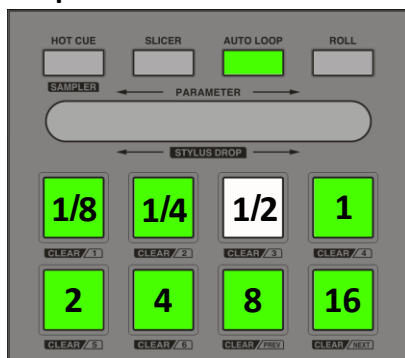 HOT CUE SLICER AUTO LOOP ROLL
SAMPLER PARAMETER
STYLUS DROP
1/8 1/4 1/2 1
CLEAR/1 CLEAR/2 CLEAR/3 CLEAR/4
2 4 8 16
CLEAR/5 CLEAR/6 CLEAR/PREV CLEAR/NEXT